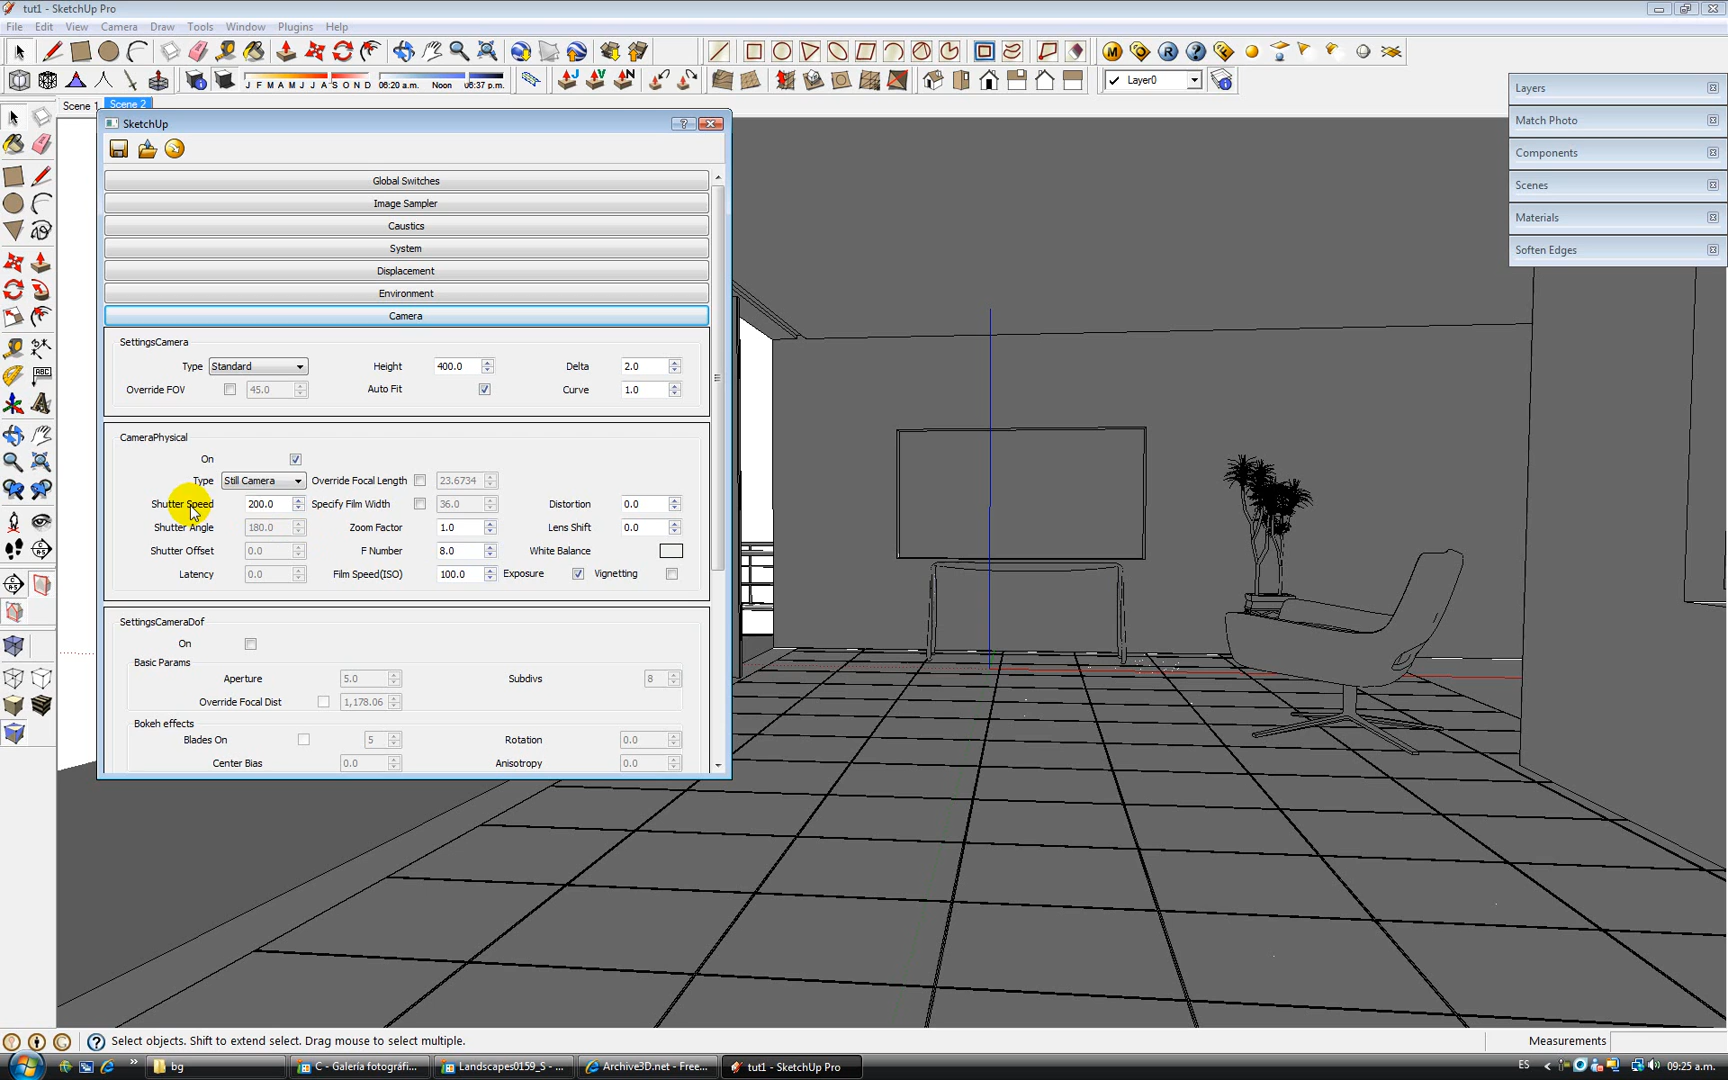 tut1 - SketchUp Pro
File Edit View Camera Draw Tools Window Plugins Help
J F M A M J J A S O N D 06:20 a.m. Noon 06:37 p.m. Layer0
Scene 1 Scene 2
SketchUp
Global Switches
Image Sampler
Caustics
System
Displacement
Environment
Camera
SettingsCamera
Type Standard Height 400.0 Delta 2.0
Override FOV 45.0 Auto Fit Curve 1.0
CameraPhysical
On
Type Still Camera Override Focal Length 23.6734
Shutter Speed 200.0 Specify Film Width 36.0 Distortion 0.0
Shutter Angle 180.0 Zoom Factor 1.0 Lens Shift 0.0
Shutter Offset 0.0 F Number 8.0 White Balance
Latency 0.0 Film Speed(ISO) 100.0 Exposure Vignetting
SettingsCameraDof
On
Basic Params
Aperture 5.0 Subdivs 8
Override Focal Dist 1,178.06
Bokeh effects
Blades On 5 Rotation 0.0
Center Bias 0.0 Anisotropy 0.0
Layers
Match Photo
Components
Scenes
Materials
Soften Edges
Select objects. Shift to extend select. Drag mouse to select multiple.
Measurements
bg
C - Galería fotográfi...
Landscapes0159_S - ...
Archive3D.net - Free...
tut1 - SketchUp Pro
ES
09:25 a.m.